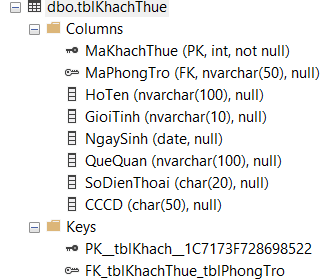 dbo.tblKhachThue
Columns
MaKhachThue (PK, int, not null)
MaPhongTro (FK, nvarchar(50), null)
HoTen (nvarchar(100), null)
GioiTinh (nvarchar(10), null)
NgaySinh (date, null)
QueQuan (nvarchar(100), null)
SoDienThoai (char(20), null)
CCCD (char(50), null)
Keys
PK__tblKhach__1C7173F728698522
FK_tblKhachThue_tblPhongTro